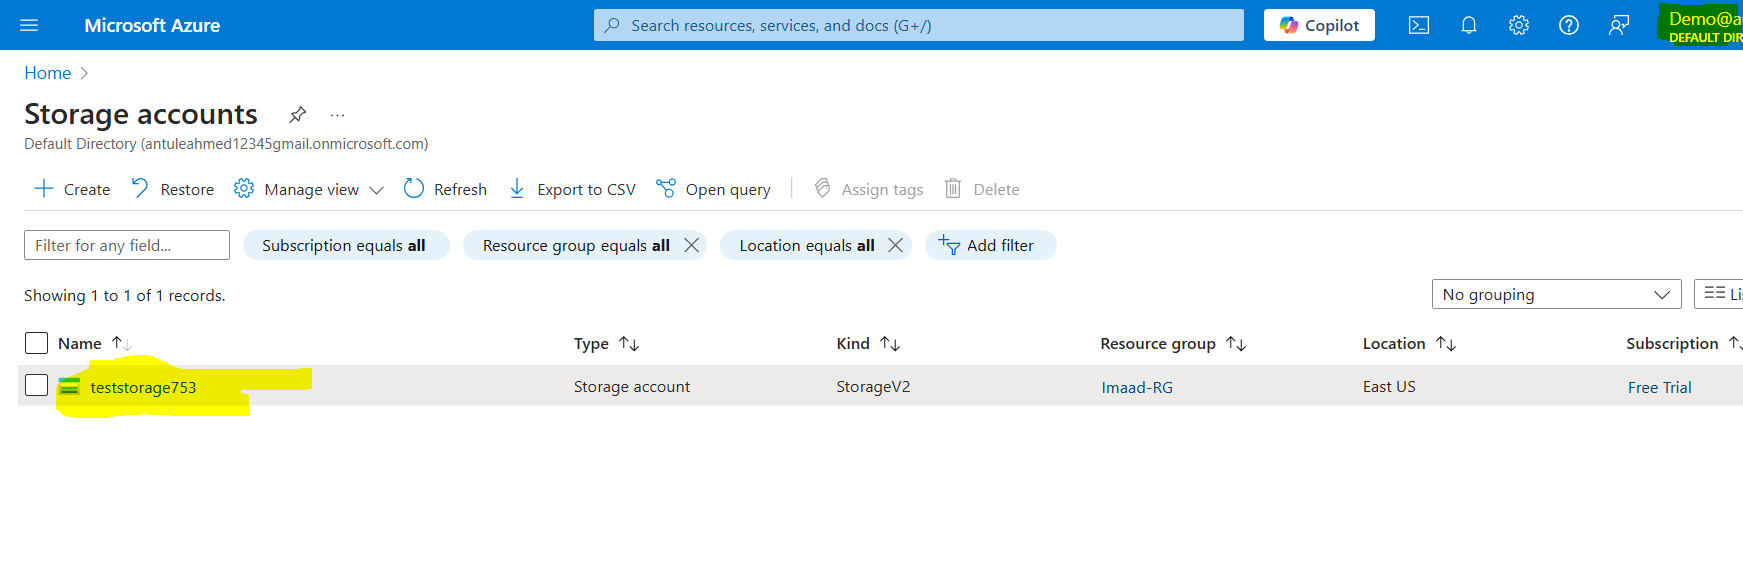 Microsoft Azure
Search resources, services, and docs (G+/)
Copilot
Demo@a
DEFAULT DIR
Home
Storage accounts
...
Default Directory (antuleahmed12345gmail.onmicrosoft.com)
Create
Restore
Manage view
Refresh
Export to CSV
Open query
Assign tags
Delete
Filter for any field...
Subscription equals all
Resource group equals all
Location equals all
Add filter
Showing 1 to 1 of 1 records.
No grouping
Lis
Name
Type
Kind
Resource group
Location
Subscription
teststorage753
Storage account
StorageV2
Imaad-RG
East US
Free Trial